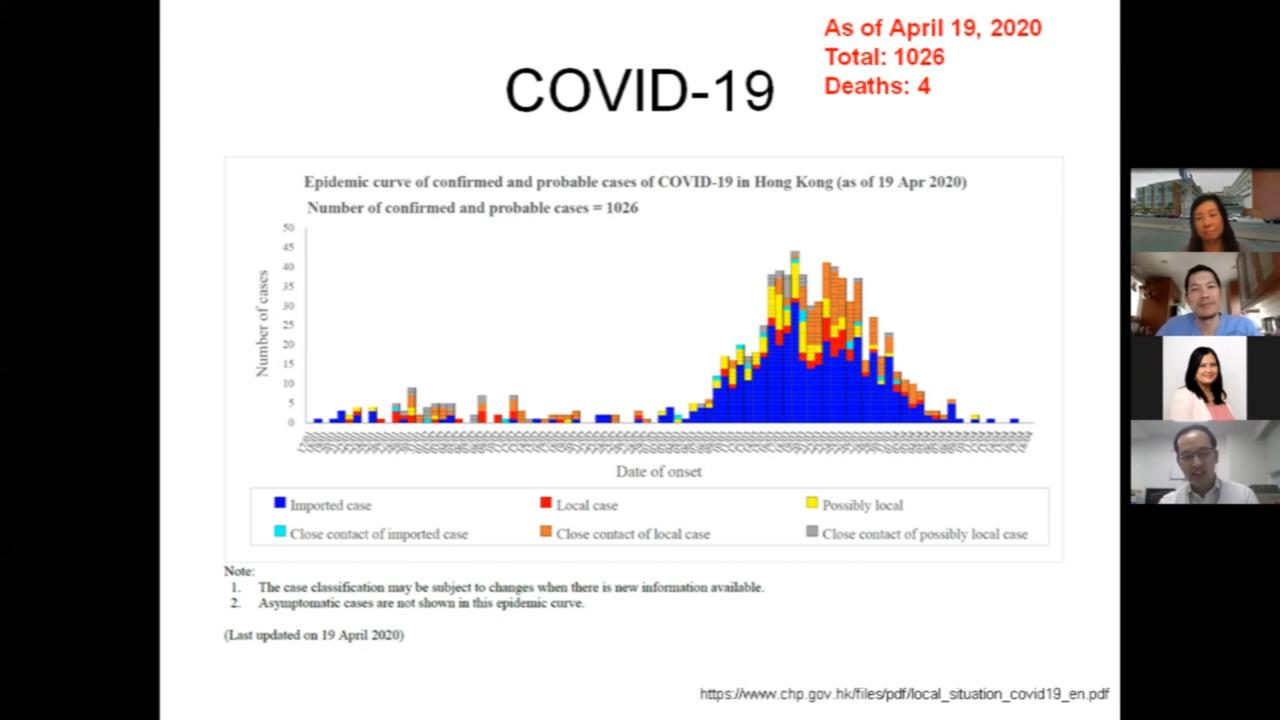 As of April 19, 2020
Total: 1026
Deaths: 4
COVID-19
Epidemic curve of confirmed and probable cases of COVID-19 in Hong Kong (as of 19 Apr 2020)
Number of confirmed and probable cases = 1026
50
45
40
35
30
25
20
15
10
5
0
Number of cases
Date of onset
Imported case
Local case
Possibly local
Close contact of imported case
Close contact of local case
Close contact of possibly local case
Note:
1. The case classification may be subject to changes when there is new information available.
2. Asymptomatic cases are not shown in this epidemic curve.
(Last updated on 19 April 2020)
https://www.chp.gov.hk/files/pdf/local_situation_covid19_en.pdf